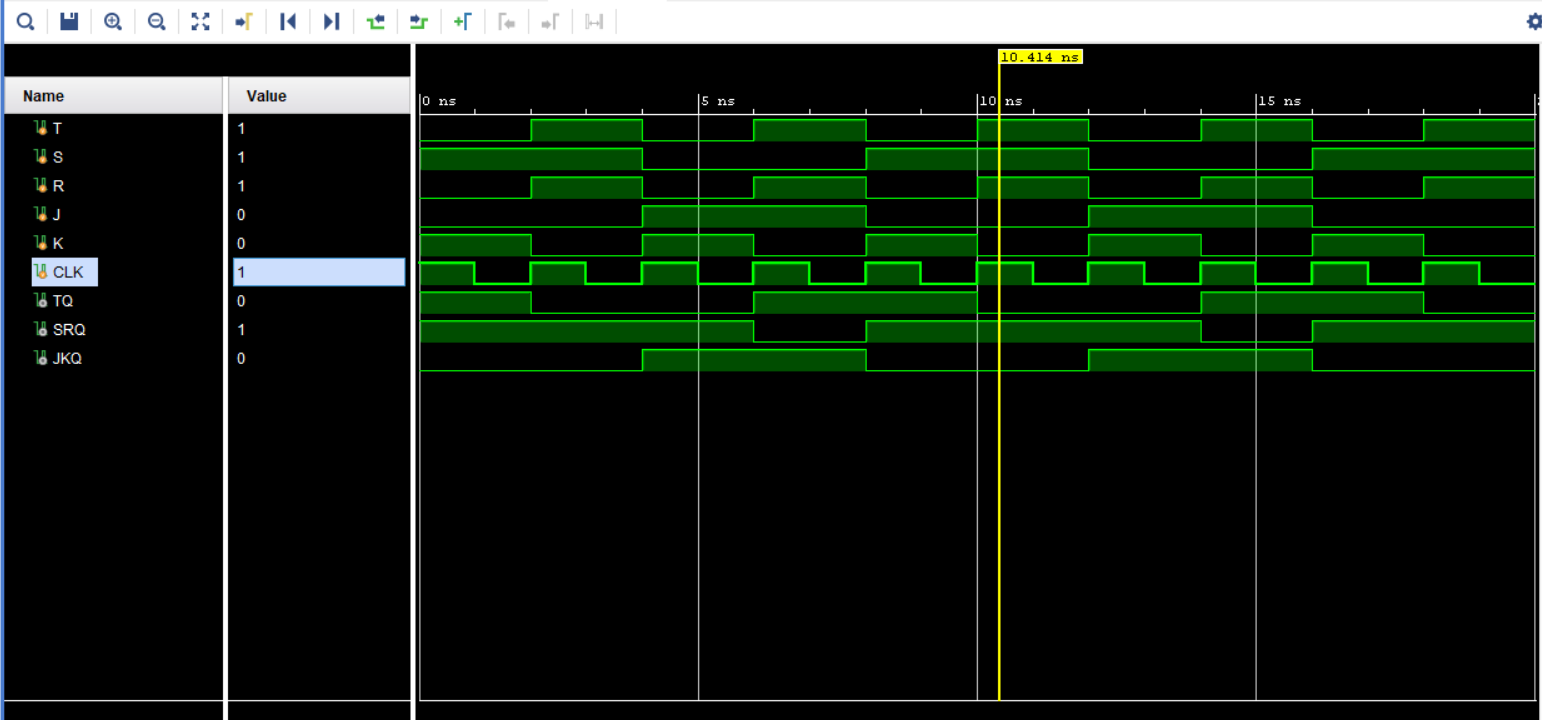 10.414 ns
Name Value
0 ns 5 ns 10 ns 15 ns
T 1
S 1
R 1
J 0
K 0
CLK 1
TQ 0
SRQ 1
JKQ 0